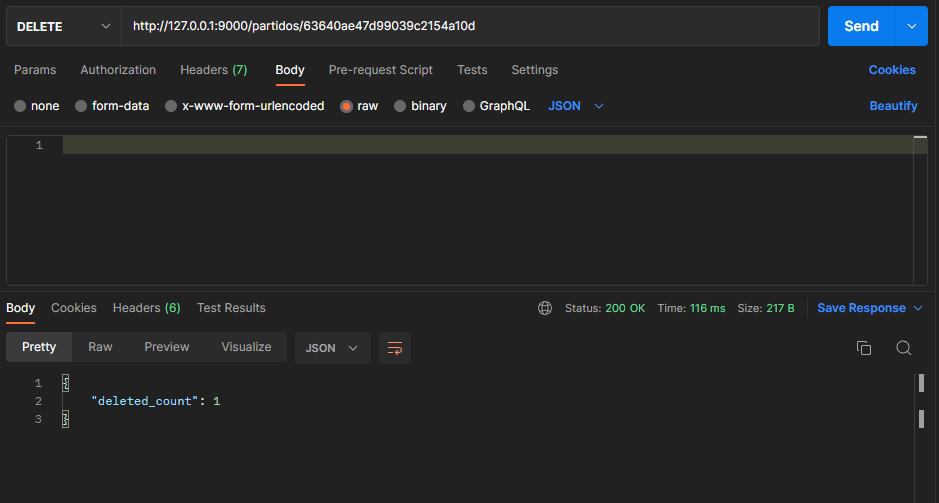 DELETE http://127.0.0.1:9000/partidos/63640ae47d99039c2154a10d Send
Params Authorization Headers (7) Body Pre-request Script Tests Settings Cookies
none form-data x-www-form-urlencoded raw binary GraphQL JSON Beautify
1
Body Cookies Headers (6) Test Results Status: 200 OK Time: 116 ms Size: 217 B Save Response
Pretty Raw Preview Visualize JSON
1 {
2 "deleted_count": 1
3 }